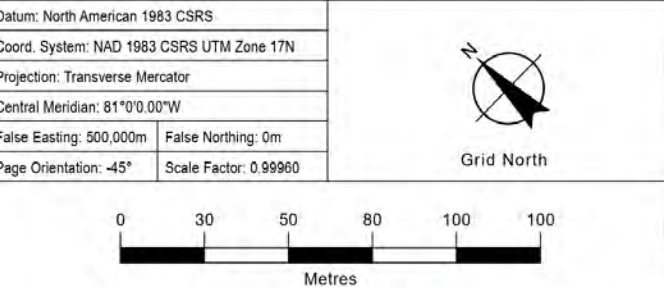 Datum: North American 1983 CSRS
Coord. System: NAD 1983 CSRS UTM Zone 17N
Projection: Transverse Mercator
Central Meridian: 81°0'0.00"W
False Easting: 500,000m False Northing: 0m
Page Orientation: -45° Scale Factor: 0.99960
N
Grid North
0 30 50 80 100 100
Metres